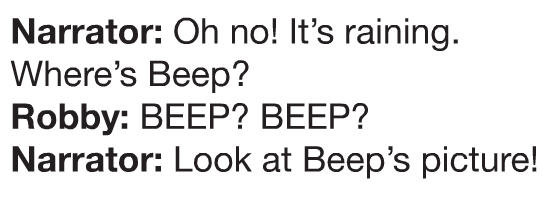 Narrator: Oh no! It’s raining.
Where’s Beep?
Robby: BEEP? BEEP?
Narrator: Look at Beep’s picture!